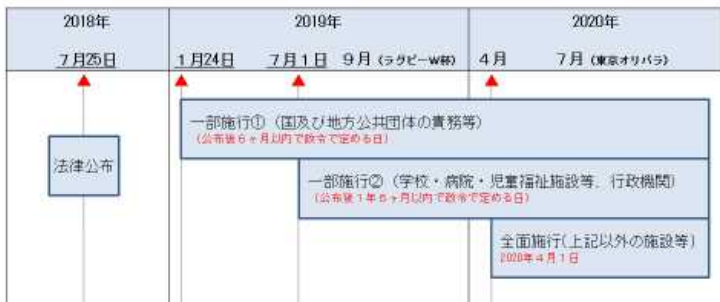 2018年 2019年 2020年
7月25日 1月24日 7月1日 9月(ラグビーW杯) 4月 7月(東京オリパラ)
一部施行①（国及び地方公共団体の責務等）
(公布後6ヶ月以内で政令で定める日)
法律公布
一部施行②（学校・病院・児童福祉施設等、行政機関）
(公布後1年6ヶ月以内で政令で定める日)
全面施行(上記以外の施設等)
2020年4月1日